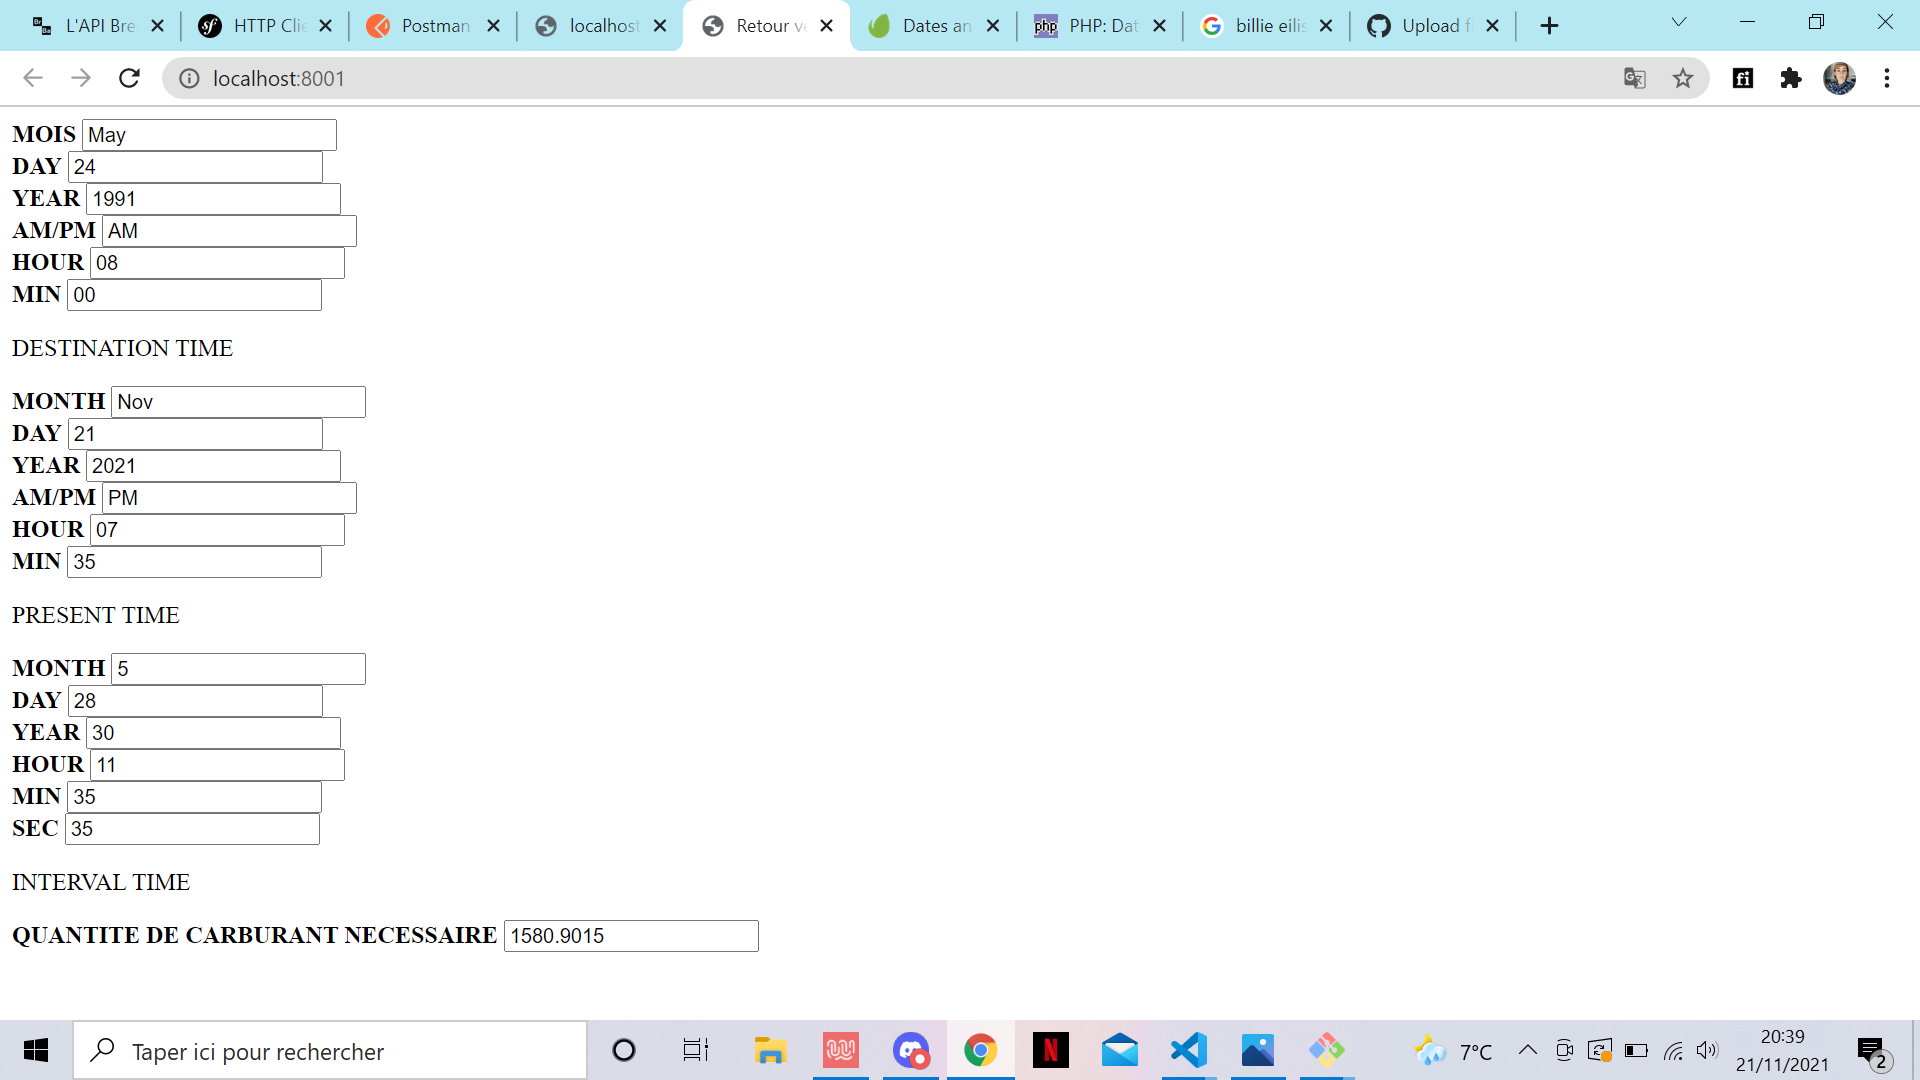 L'API Bre
HTTP Clie
Postman
localhost
Retour ve
Dates an
php
PHP: Dat
billie eilis
Upload f
localhost:8001
MOIS May
DAY 24
YEAR 1991
AM/PM AM
HOUR 08
MIN 00
DESTINATION TIME
MONTH Nov
DAY 21
YEAR 2021
AM/PM PM
HOUR 07
MIN 35
PRESENT TIME
MONTH 5
DAY 28
YEAR 30
HOUR 11
MIN 35
SEC 35
INTERVAL TIME
QUANTITE DE CARBURANT NECESSAIRE 1580.9015
Taper ici pour rechercher
7°C
20:39
21/11/2021
2